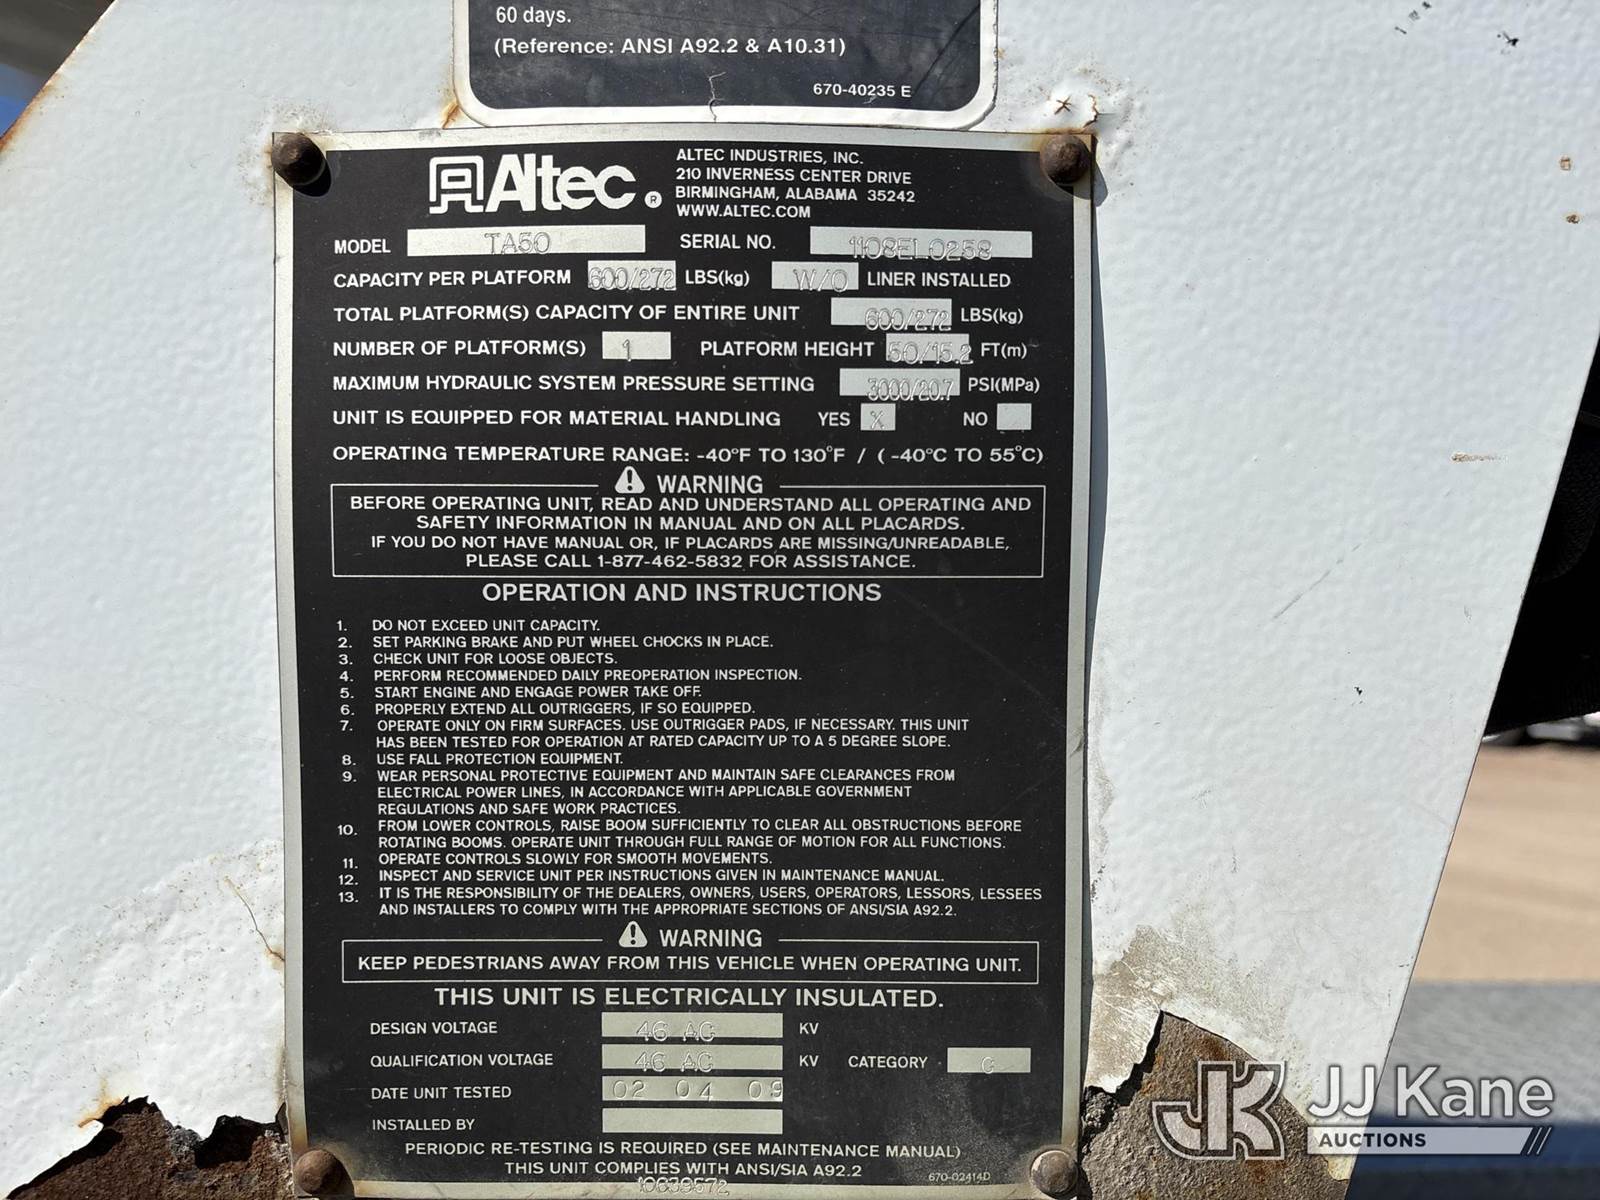 60 days.
(Reference: ANSI A92.2 & A10.31)
670-40235 E
Altec ®
ALTEC INDUSTRIES, INC.
210 INVERNESS CENTER DRIVE
BIRMINGHAM, ALABAMA 35242
WWW.ALTEC.COM
MODEL TA50 SERIAL NO. 1108EL0258
CAPACITY PER PLATFORM 600/272 LBS(kg) W/O LINER INSTALLED
TOTAL PLATFORM(S) CAPACITY OF ENTIRE UNIT 600/272 LBS(kg)
NUMBER OF PLATFORM(S) 1 PLATFORM HEIGHT 50/15.2 FT(m)
MAXIMUM HYDRAULIC SYSTEM PRESSURE SETTING 3000/20.7 PSI(MPa)
UNIT IS EQUIPPED FOR MATERIAL HANDLING YES X NO
OPERATING TEMPERATURE RANGE: -40°F TO 130°F / ( -40°C TO 55°C)
WARNING
BEFORE OPERATING UNIT, READ AND UNDERSTAND ALL OPERATING AND
SAFETY INFORMATION IN MANUAL AND ON ALL PLACARDS.
IF YOU DO NOT HAVE MANUAL OR, IF PLACARDS ARE MISSING/UNREADABLE,
PLEASE CALL 1-877-462-5832 FOR ASSISTANCE.
OPERATION AND INSTRUCTIONS
1. DO NOT EXCEED UNIT CAPACITY.
2. SET PARKING BRAKE AND PUT WHEEL CHOCKS IN PLACE.
3. CHECK UNIT FOR LOOSE OBJECTS.
4. PERFORM RECOMMENDED DAILY PREOPERATION INSPECTION.
5. START ENGINE AND ENGAGE POWER TAKE OFF.
6. PROPERLY EXTEND ALL OUTRIGGERS, IF SO EQUIPPED.
7. OPERATE ONLY ON FIRM SURFACES. USE OUTRIGGER PADS, IF NECESSARY. THIS UNIT
HAS BEEN TESTED FOR OPERATION AT RATED CAPACITY UP TO A 5 DEGREE SLOPE.
8. USE FALL PROTECTION EQUIPMENT.
9. WEAR PERSONAL PROTECTIVE EQUIPMENT AND MAINTAIN SAFE CLEARANCES FROM
ELECTRICAL POWER LINES, IN ACCORDANCE WITH APPLICABLE GOVERNMENT
REGULATIONS AND SAFE WORK PRACTICES.
10. FROM LOWER CONTROLS, RAISE BOOM SUFFICIENTLY TO CLEAR ALL OBSTRUCTIONS BEFORE
ROTATING BOOMS. OPERATE UNIT THROUGH FULL RANGE OF MOTION FOR ALL FUNCTIONS.
11. OPERATE CONTROLS SLOWLY FOR SMOOTH MOVEMENTS.
12. INSPECT AND SERVICE UNIT PER INSTRUCTIONS GIVEN IN MAINTENANCE MANUAL.
13. IT IS THE RESPONSIBILITY OF THE DEALERS, OWNERS, USERS, OPERATORS, LESSORS, LESSEES
AND INSTALLERS TO COMPLY WITH THE APPROPRIATE SECTIONS OF ANSI/SIA A92.2.
WARNING
KEEP PEDESTRIANS AWAY FROM THIS VEHICLE WHEN OPERATING UNIT.
THIS UNIT IS ELECTRICALLY INSULATED.
DESIGN VOLTAGE 46 AC KV
QUALIFICATION VOLTAGE 46 AC KV CATEGORY C
DATE UNIT TESTED 02 04 09
INSTALLED BY
PERIODIC RE-TESTING IS REQUIRED (SEE MAINTENANCE MANUAL)
THIS UNIT COMPLIES WITH ANSI/SIA A92.2
670-02414D
10639572
JK JJ Kane
AUCTIONS